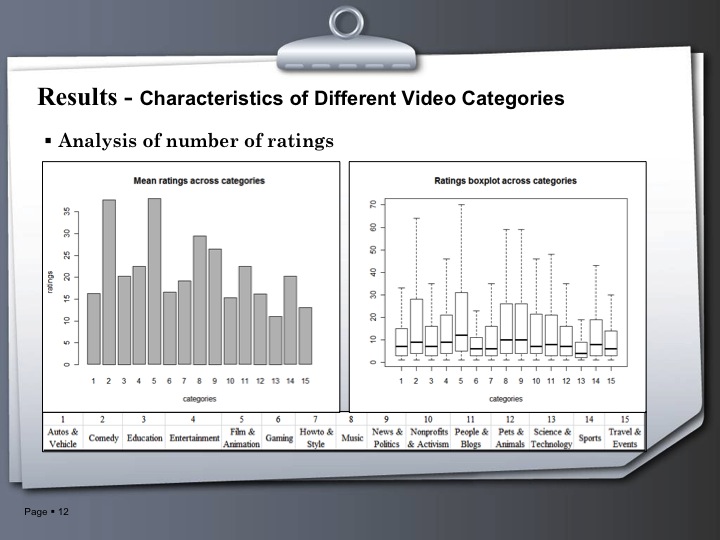 Results - Characteristics of Different Video Categories
▪ Analysis of number of ratings
Mean ratings across categories
ratings
35
30
25
20
15
10
5
0
1 2 3 4 5 6 7 8 9 10 11 12 13 14 15
categories
Ratings boxplot across categories
70
60
50
40
30
20
10
0
1 2 3 4 5 6 7 8 9 10 11 12 13 14 15
categories
1 2 3 4 5 6 7 8 9 10 11 12 13 14 15
Autos & Vehicle Comedy Education Entertainment Film & Animation Gaming Howto & Style Music News & Politics Nonprofits & Activism People & Blogs Pets & Animals Science & Technology Sports Travel & Events
Page ▪ 12